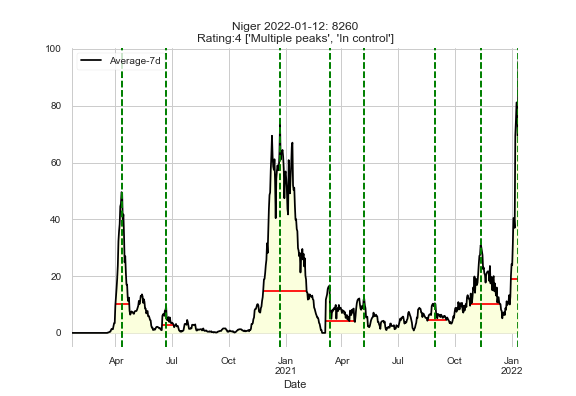 Niger 2022-01-12: 8260
Rating:4 ['Multiple peaks', 'In control']
100
Average-7d
80
60
40
20
0
Apr Jul Oct Jan Apr Jul Oct Jan
2021 2022
Date